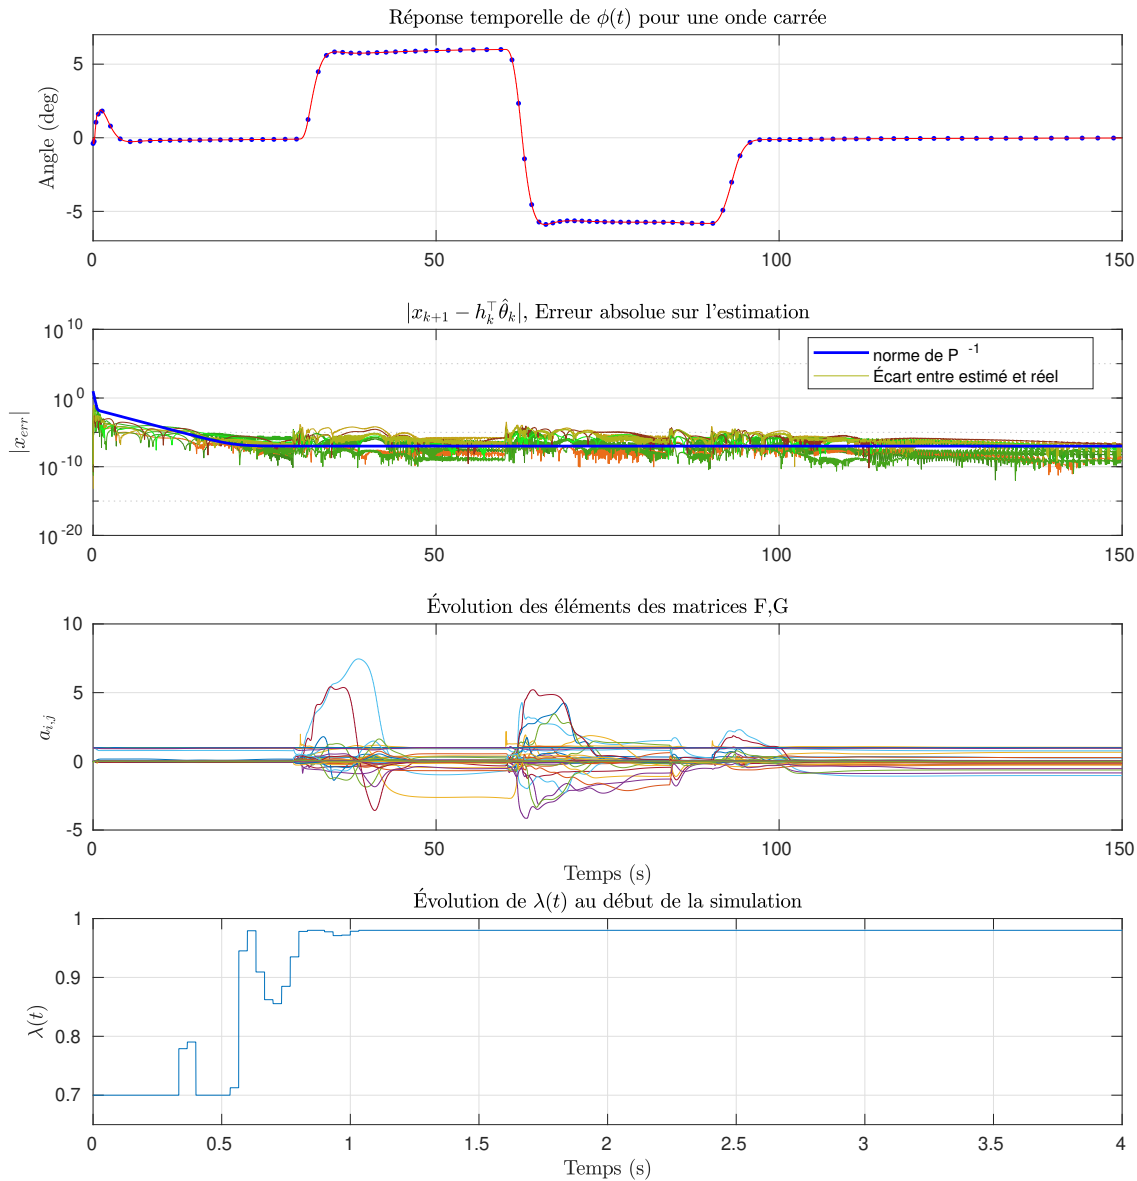 Réponse temporelle de ϕ(t) pour une onde carrée
Angle (deg)
5
0
-5
0 50 100 150
|x_{k+1} − h_k^⊤ θ̂_k|, Erreur absolue sur l'estimation
|x_{err}|
10^10
10^0
10^-10
10^-20
norme de P^-1
Écart entre estimé et réel
0 50 100 150
Évolution des éléments des matrices F,G
a_{i,j}
10
5
0
-5
0 50 100 150
Temps (s)
Évolution de λ(t) au début de la simulation
λ(t)
1
0.9
0.8
0.7
0 0.5 1 1.5 2 2.5 3 3.5 4
Temps (s)